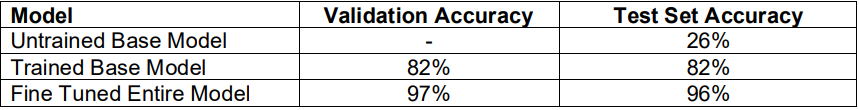 Model Validation Accuracy Test Set Accuracy
Untrained Base Model - 26%
Trained Base Model 82% 82%
Fine Tuned Entire Model 97% 96%